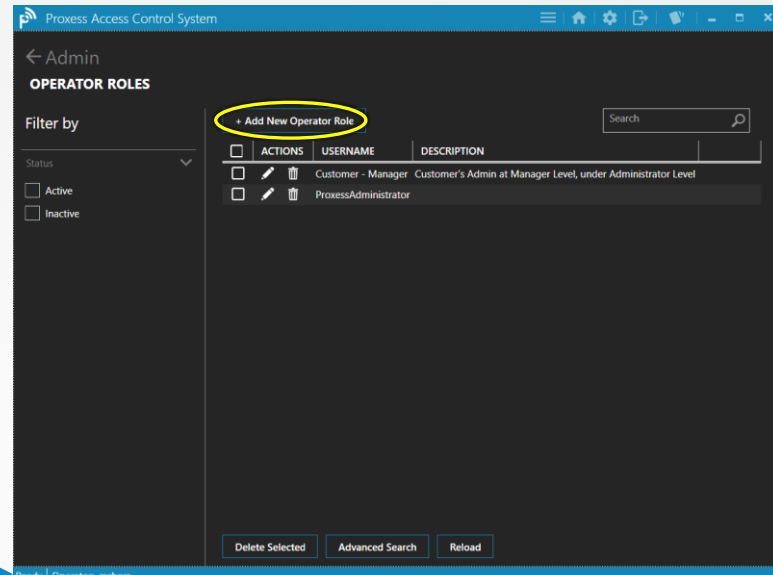 Proxess Access Control System
Admin
OPERATOR ROLES
Filter by
Status
Active
Inactive
+ Add New Operator Role
Search
ACTIONS USERNAME DESCRIPTION
Customer - Manager Customer's Admin at Manager Level, under Administrator Level
ProxessAdministrator
Delete Selected Advanced Search Reload